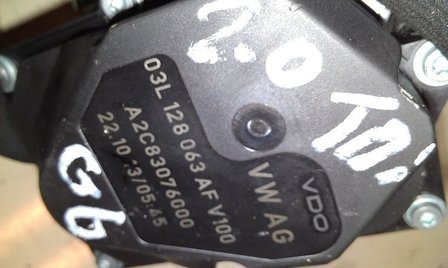 2.0 TDi
VDO
VW AG
03L 128 063 AF V100
A2C83076000
22.10.13/05:45
G6